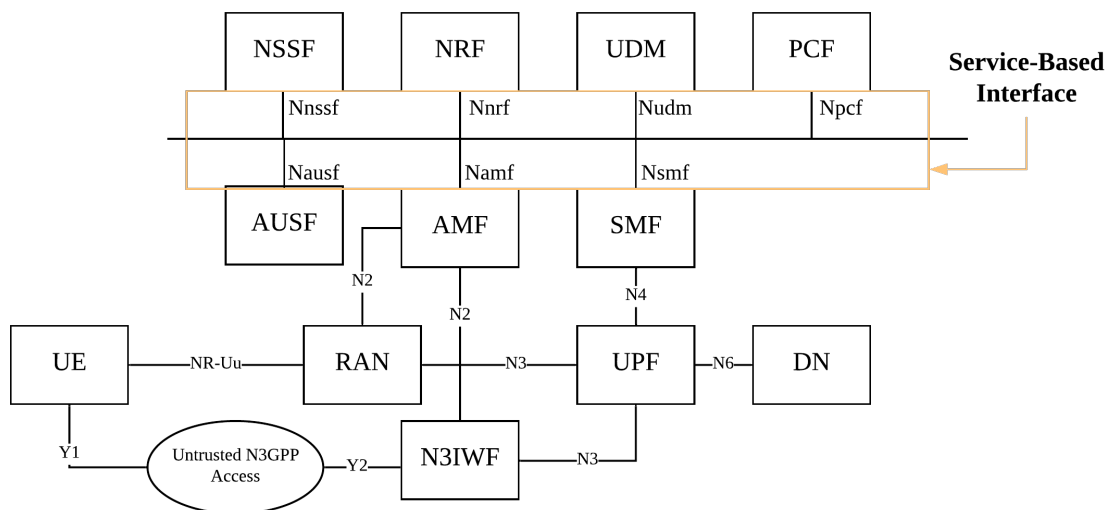 NSSF
NRF
UDM
PCF
Service-Based
Interface
Nnssf
Nnrf
Nudm
Npcf
Nausf
Namf
Nsmf
AUSF
AMF
SMF
N2
N2
N4
UE
NR-Uu
RAN
N3
UPF
N6
DN
Y1
Untrusted N3GPP
Access
Y2
N3IWF
N3